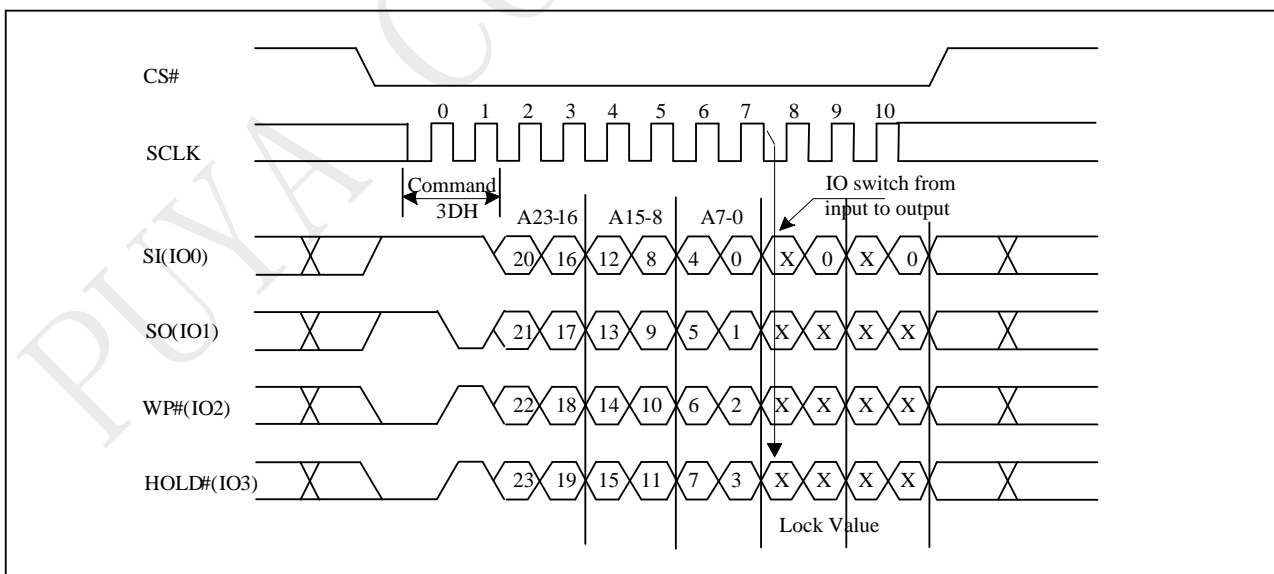 PUYA CO
CS#
0 1 2 3 4 5 6 7 8 9 10
SCLK
Command
3DH
IO switch from
input to output
A23-16 A15-8 A7-0
SI(IO0) 20 16 12 8 4 0 X 0 X 0
SO(IO1) 21 17 13 9 5 1 X X X X
WP#(IO2) 22 18 14 10 6 2 X X X X
HOLD#(IO3) 23 19 15 11 7 3 X X X X
Lock Value